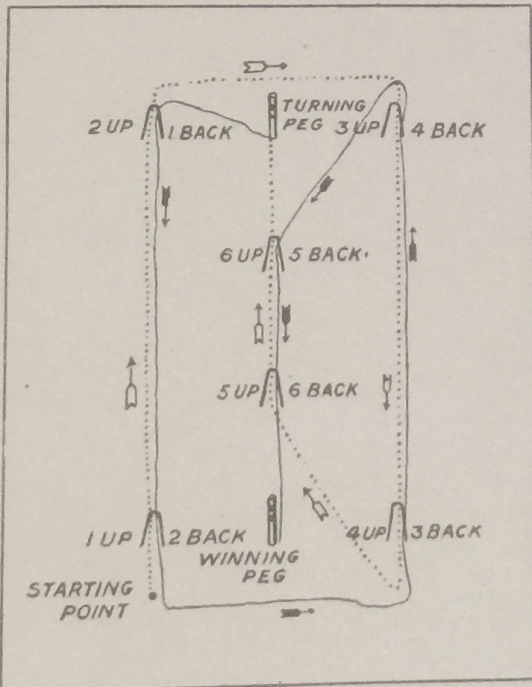 TURNING
PEG
2 UP 1 BACK
3 UP 4 BACK
6 UP 5 BACK.
5 UP 6 BACK
1 UP 2 BACK
4 UP 3 BACK
WINNING
PEG
STARTING
POINT